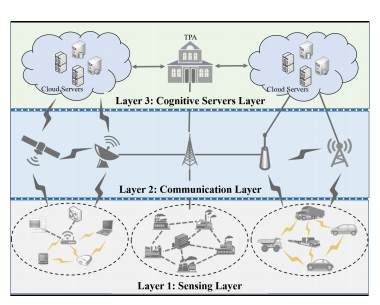 TPA
Cloud Servers
Cloud Servers
Layer 3: Cognitive Servers Layer
Layer 2: Communication Layer
Layer 1: Sensing Layer